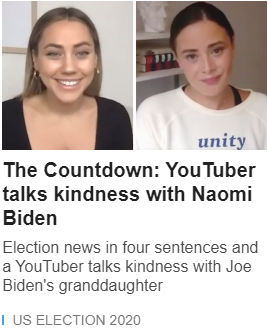 unity
The Countdown: YouTuber
talks kindness with Naomi
Biden
Election news in four sentences and
a YouTuber talks kindness with Joe
Biden's granddaughter
US ELECTION 2020